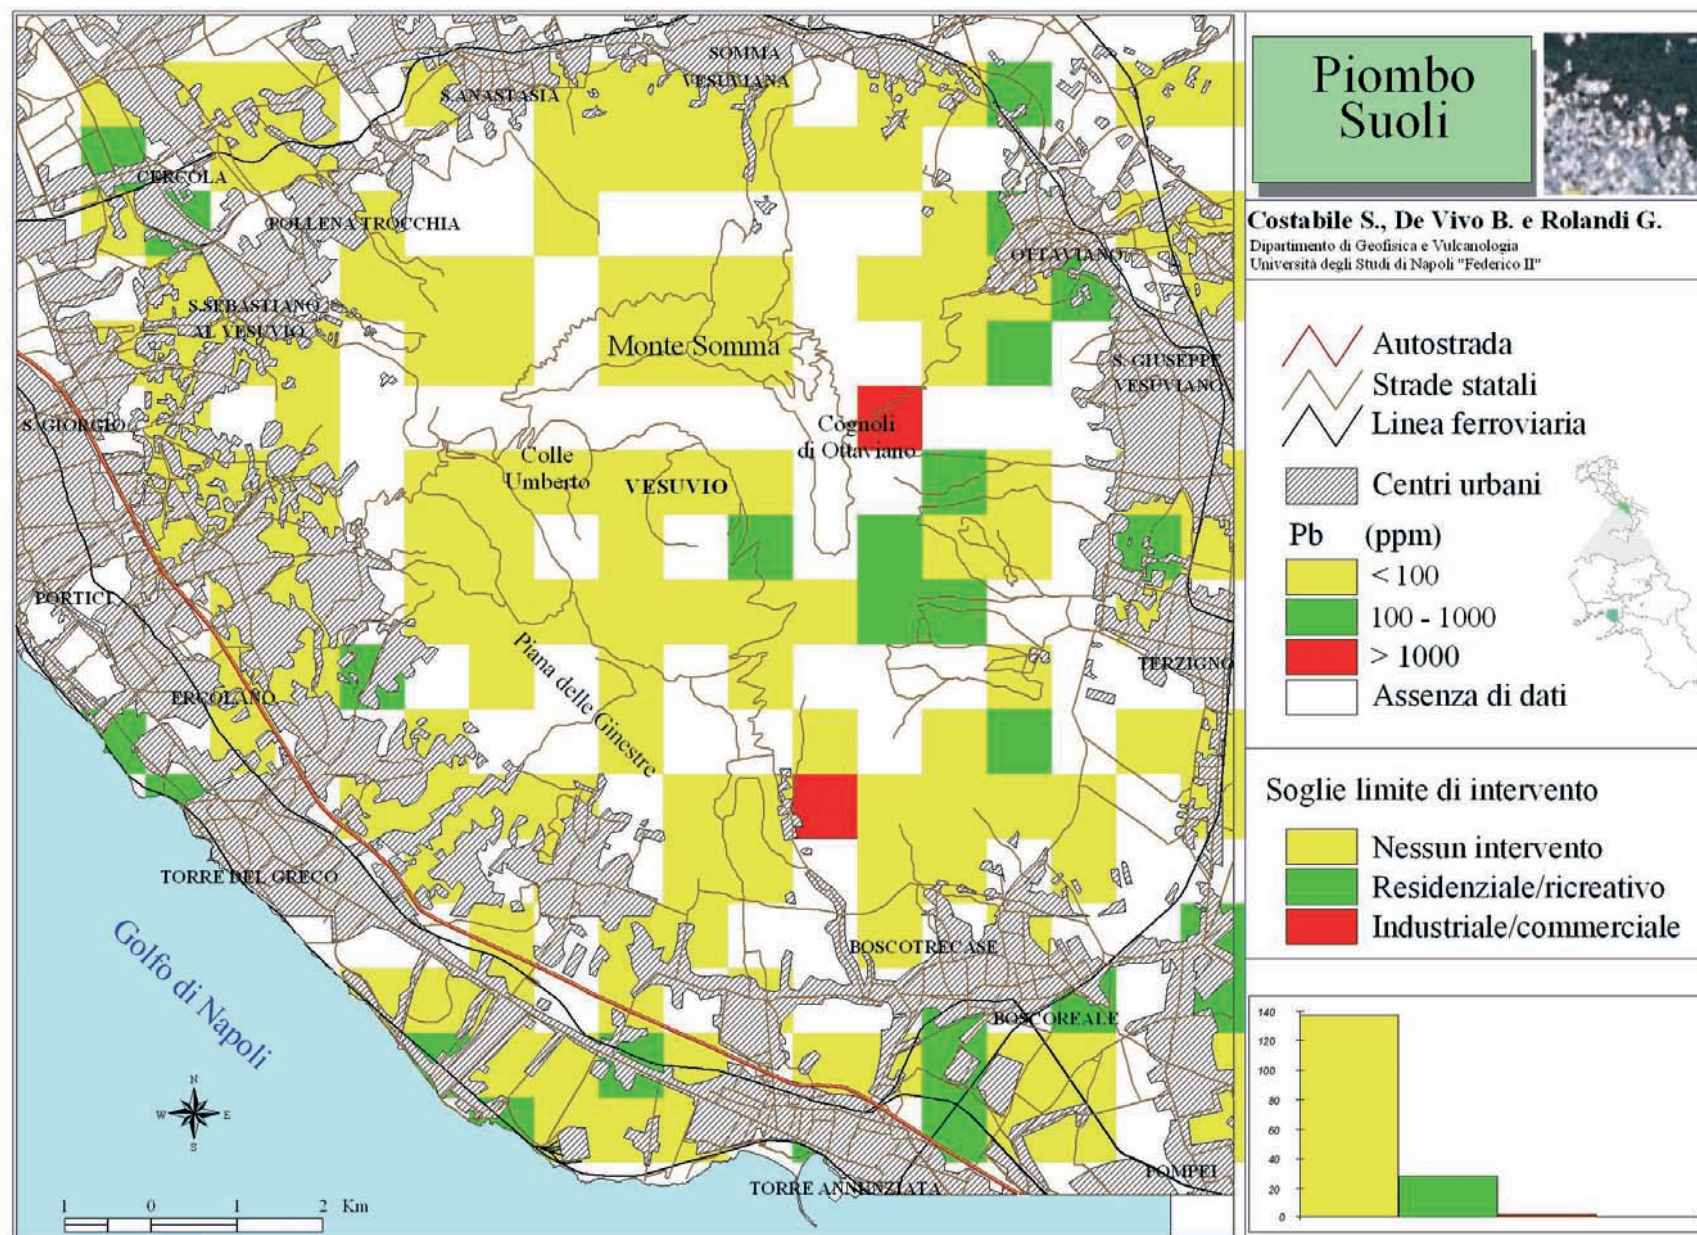 SOMMA
VESUVIANA
S.ANASTASIA
CERCOLA
POLLENA TROCCHIA
OTTAVIANO
S.SEBASTIANO
AL VESUVIO
Monte Somma
S. GIUSEPPE
VESUVIANO
S. GIORGIO
Cognoli
di Ottaviano
Colle
Umberto
VESUVIO
PORTICI
Piana delle Ginestre
TERZIGNO
ERCOLANO
TORRE DEL GRECO
BOSCOTRECASE
Golfo di Napoli
BOSCOREALE
POMPEI
TORRE ANNUNZIATA
N
W E
S
1 0 1 2 Km
Piombo
Suoli
Costabile S., De Vivo B. e Rolandi G.
Dipartimento di Geofisica e Vulcanologia
Università degli Studi di Napoli "Federico II"
Autostrada
Strade statali
Linea ferroviaria
Centri urbani
Pb (ppm)
< 100
100 - 1000
> 1000
Assenza di dati
Soglie limite di intervento
Nessun intervento
Residenziale/ricreativo
Industriale/commerciale
140
120
100
80
60
40
20
0